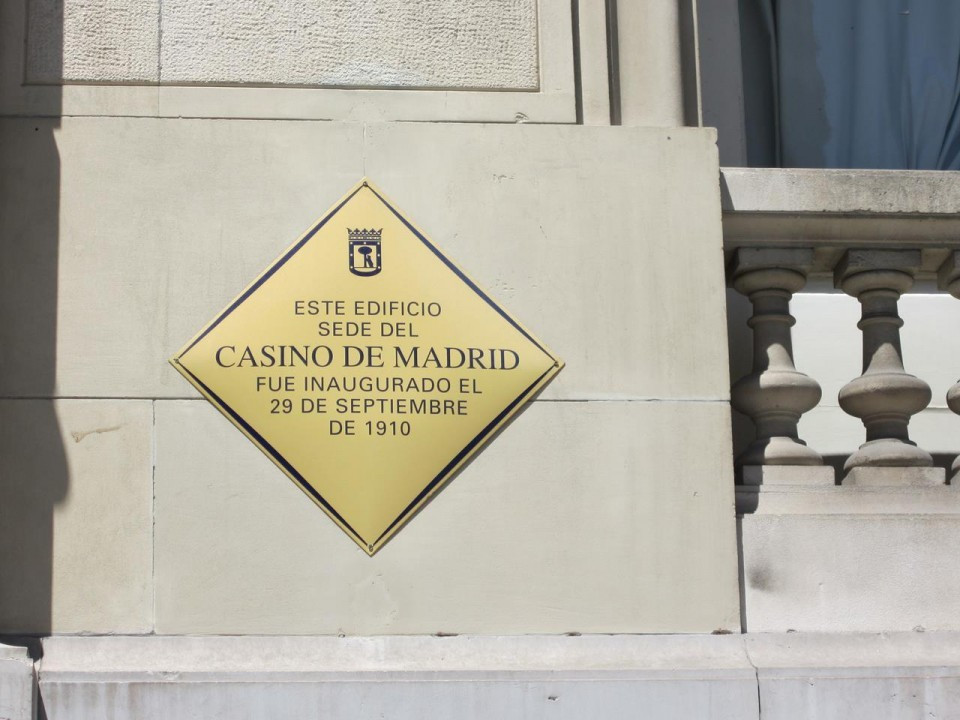 ESTE EDIFICIO
SEDE DEL
CASINO DE MADRID
FUE INAUGURADO EL
29 DE SEPTIEMBRE
DE 1910